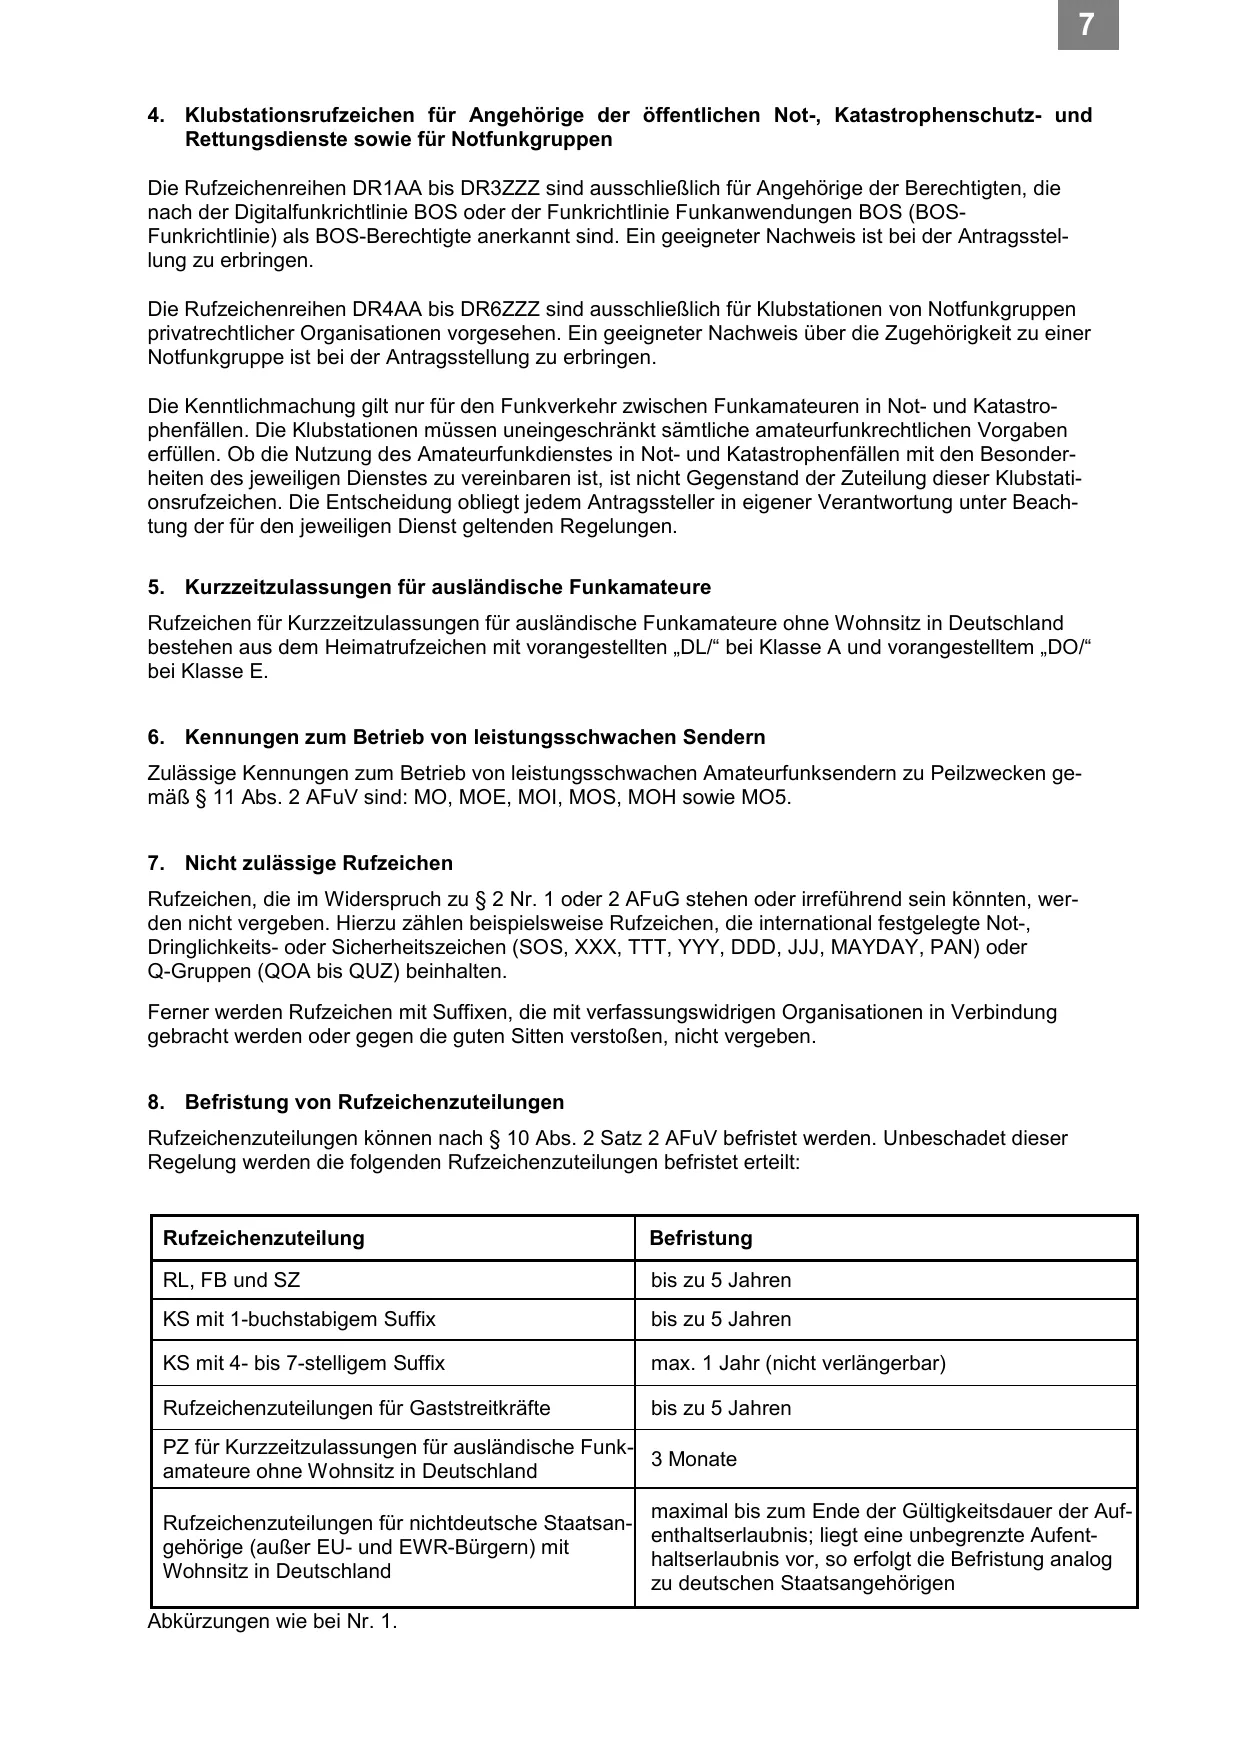 7
4. Klubstationsrufzeichen für Angehörige der öffentlichen Not-, Katastrophenschutz- und
Rettungsdienste sowie für Notfunkgruppen
Die Rufzeichenreihen DR1AA bis DR3ZZZ sind ausschließlich für Angehörige der Berechtigten, die
nach der Digitalfunkrichtlinie BOS oder der Funkrichtlinie Funkanwendungen BOS (BOS-
Funkrichtlinie) als BOS-Berechtigte anerkannt sind. Ein geeigneter Nachweis ist bei der Antragsstel-
lung zu erbringen.
Die Rufzeichenreihen DR4AA bis DR6ZZZ sind ausschließlich für Klubstationen von Notfunkgruppen
privatrechtlicher Organisationen vorgesehen. Ein geeigneter Nachweis über die Zugehörigkeit zu einer
Notfunkgruppe ist bei der Antragsstellung zu erbringen.
Die Kenntlichmachung gilt nur für den Funkverkehr zwischen Funkamateuren in Not- und Katastro-
phenfällen. Die Klubstationen müssen uneingeschränkt sämtliche amateurfunkrechtlichen Vorgaben
erfüllen. Ob die Nutzung des Amateurfunkdienstes in Not- und Katastrophenfällen mit den Besonder-
heiten des jeweiligen Dienstes zu vereinbaren ist, ist nicht Gegenstand der Zuteilung dieser Klubstati-
onsrufzeichen. Die Entscheidung obliegt jedem Antragssteller in eigener Verantwortung unter Beach-
tung der für den jeweiligen Dienst geltenden Regelungen.
5. Kurzzeitzulassungen für ausländische Funkamateure
Rufzeichen für Kurzzeitzulassungen für ausländische Funkamateure ohne Wohnsitz in Deutschland
bestehen aus dem Heimatrufzeichen mit vorangestellten „DL/“ bei Klasse A und vorangestelltem „DO/“
bei Klasse E.
6. Kennungen zum Betrieb von leistungsschwachen Sendern
Zulässige Kennungen zum Betrieb von leistungsschwachen Amateurfunksendern zu Peilzwecken ge-
mäß § 11 Abs. 2 AFuV sind: MO, MOE, MOI, MOS, MOH sowie MO5.
7. Nicht zulässige Rufzeichen
Rufzeichen, die im Widerspruch zu § 2 Nr. 1 oder 2 AFuG stehen oder irreführend sein könnten, wer-
den nicht vergeben. Hierzu zählen beispielsweise Rufzeichen, die international festgelegte Not-,
Dringlichkeits- oder Sicherheitszeichen (SOS, XXX, TTT, YYY, DDD, JJJ, MAYDAY, PAN) oder
Q-Gruppen (QOA bis QUZ) beinhalten.
Ferner werden Rufzeichen mit Suffixen, die mit verfassungswidrigen Organisationen in Verbindung
gebracht werden oder gegen die guten Sitten verstoßen, nicht vergeben.
8. Befristung von Rufzeichenzuteilungen
Rufzeichenzuteilungen können nach § 10 Abs. 2 Satz 2 AFuV befristet werden. Unbeschadet dieser
Regelung werden die folgenden Rufzeichenzuteilungen befristet erteilt:
Rufzeichenzuteilung Befristung
RL, FB und SZ bis zu 5 Jahren
KS mit 1-buchstabigem Suffix bis zu 5 Jahren
KS mit 4- bis 7-stelligem Suffix max. 1 Jahr (nicht verlängerbar)
Rufzeichenzuteilungen für Gaststreitkräfte bis zu 5 Jahren
PZ für Kurzzeitzulassungen für ausländische Funk-
amateure ohne Wohnsitz in Deutschland
3 Monate
Rufzeichenzuteilungen für nichtdeutsche Staatsan-
gehörige (außer EU- und EWR-Bürgern) mit
Wohnsitz in Deutschland
maximal bis zum Ende der Gültigkeitsdauer der Auf-
enthaltserlaubnis; liegt eine unbegrenzte Aufent-
haltserlaubnis vor, so erfolgt die Befristung analog
zu deutschen Staatsangehörigen
Abkürzungen wie bei Nr. 1.